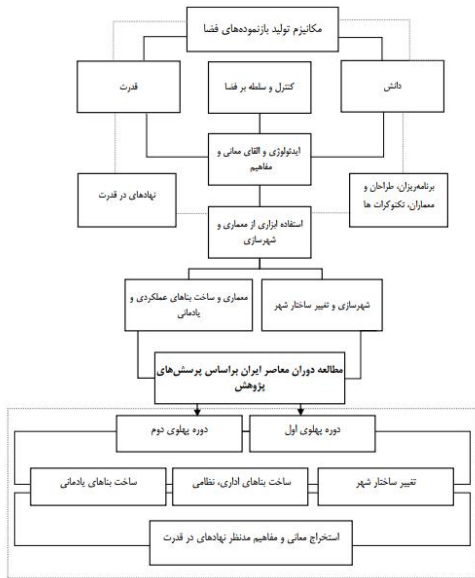 مکانیزم تولید بازنموده‌های فضا
دانش
کنترل و سلطه بر فضا
قدرت
ایدئولوژی و القای معانی و
مفاهیم
برنامه‌ریزان، طراحان و
معماران، تکنوکرات ها
نهادهای در قدرت
استفاده ابزاری از معماری و
شهرسازی
شهرسازی و تغییر ساختار شهر
معماری و ساخت بناهای عملکردی و
یادمانی
مطالعه دوران معاصر ایران براساس پرسش‌های
پژوهش
دوره پهلوی اول
دوره پهلوی دوم
تغییر ساختار شهر
ساخت بناهای اداری، نظامی
ساخت بناهای یادمانی
استخراج معانی و مفاهیم مدنظر نهادهای در قدرت